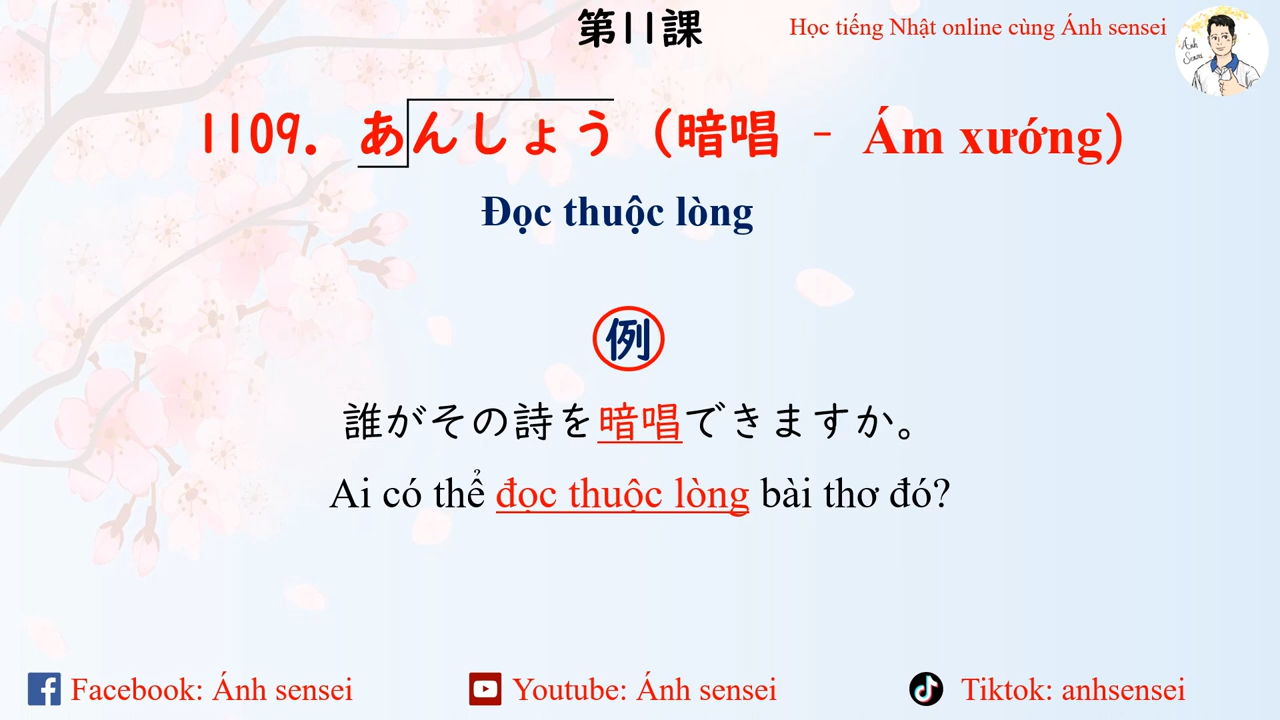 第11課
Học tiếng Nhật online cùng Ánh sensei
Ánh Sensei
1109. あんしょう (暗唱 - Ám xướng)
Đọc thuộc lòng
例
誰がその詩を暗唱できますか。
Ai có thể đọc thuộc lòng bài thơ đó?
Facebook: Ánh sensei
Youtube: Ánh sensei
Tiktok: anhsensei